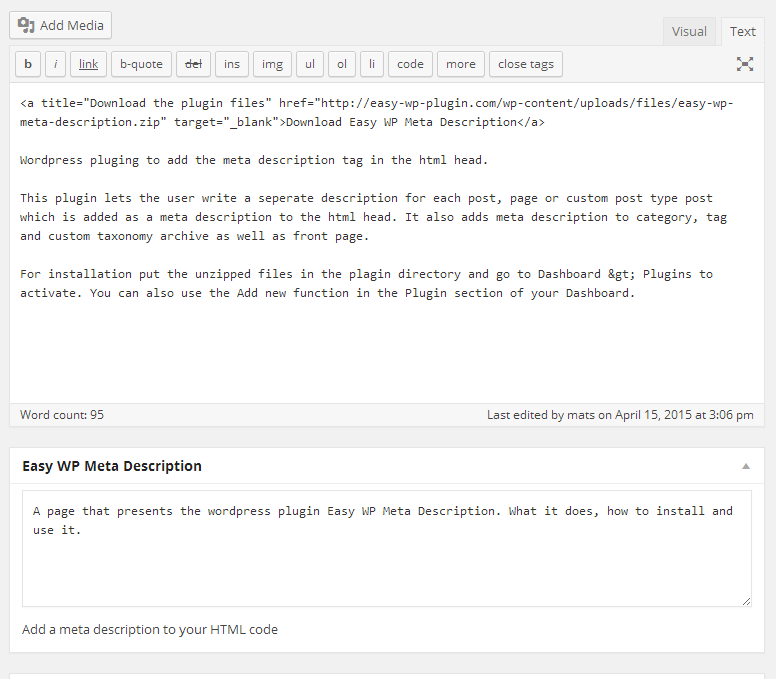 Add Media
Visual Text
b i link b-quote del ins img ul ol li code more close tags
<a title="Download the plugin files" href="http://easy-wp-plugin.com/wp-content/uploads/files/easy-wp-
meta-description.zip" target="_blank">Download Easy WP Meta Description</a>
Wordpress pluging to add the meta description tag in the html head.
This plugin lets the user write a seperate description for each post, page or custom post type post
which is added as a meta description to the html head. It also adds meta description to category, tag
and custom taxonomy archive as well as front page.
For installation put the unzipped files in the plagin directory and go to Dashboard &gt; Plugins to
activate. You can also use the Add new function in the Plugin section of your Dashboard.
Word count: 95 Last edited by mats on April 15, 2015 at 3:06 pm
Easy WP Meta Description
A page that presents the wordpress plugin Easy WP Meta Description. What it does, how to install and
use it.
Add a meta description to your HTML code